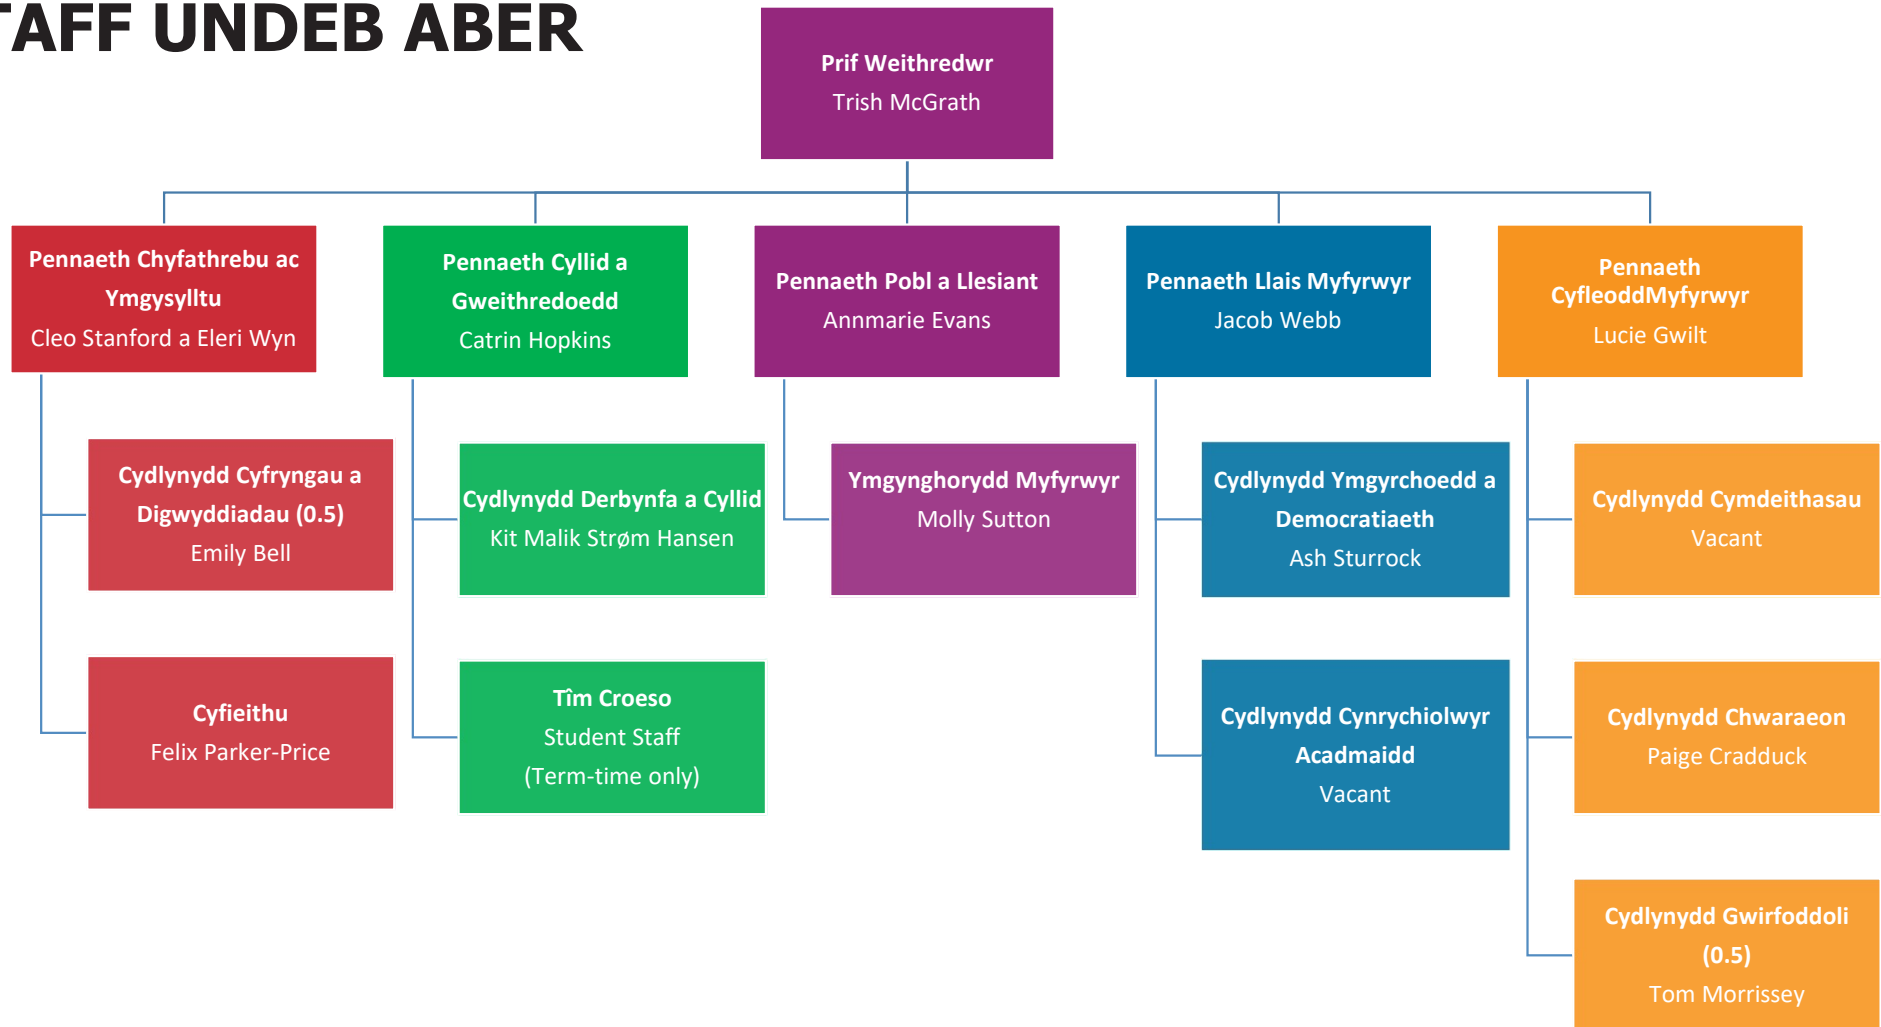 TAFF UNDEB ABER
Prif Weithredwr
Trish McGrath
Pennaeth Chyfathrebu ac
Ymgysylltu
Cleo Stanford a Eleri Wyn
Pennaeth Cyllid a
Gweithredoedd
Catrin Hopkins
Pennaeth Pobl a Llesiant
Annmarie Evans
Pennaeth Llais Myfyrwyr
Jacob Webb
Pennaeth
CyfleoddMyfyrwyr
Lucie Gwilt
Cydlynydd Cyfryngau a
Digwyddiadau (0.5)
Emily Bell
Cydlynydd Derbynfa a Cyllid
Kit Malik Strøm Hansen
Ymgynghorydd Myfyrwyr
Molly Sutton
Cydlynydd Ymgyrchoedd a
Democratiaeth
Ash Sturrock
Cydlynydd Cymdeithasau
Vacant
Cyfieithu
Felix Parker-Price
Tîm Croeso
Student Staff
(Term-time only)
Cydlynydd Cynrychiolwyr
Acadmaidd
Vacant
Cydlynydd Chwaraeon
Paige Cradduck
Cydlynydd Gwirfoddoli
(0.5)
Tom Morrissey